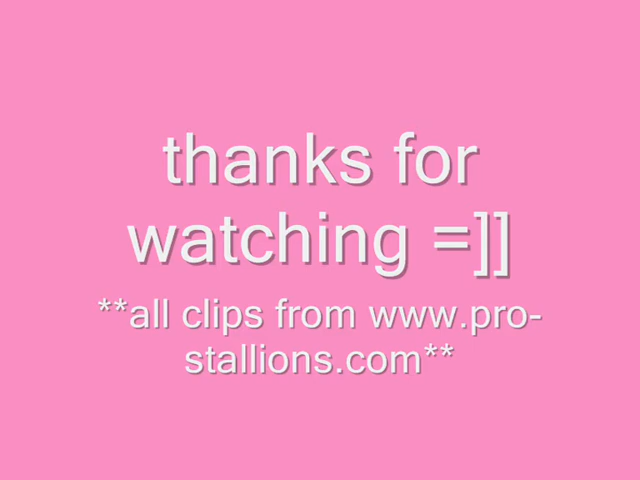 thanks for
watching =]]
**all clips from www.pro-
stallions.com**